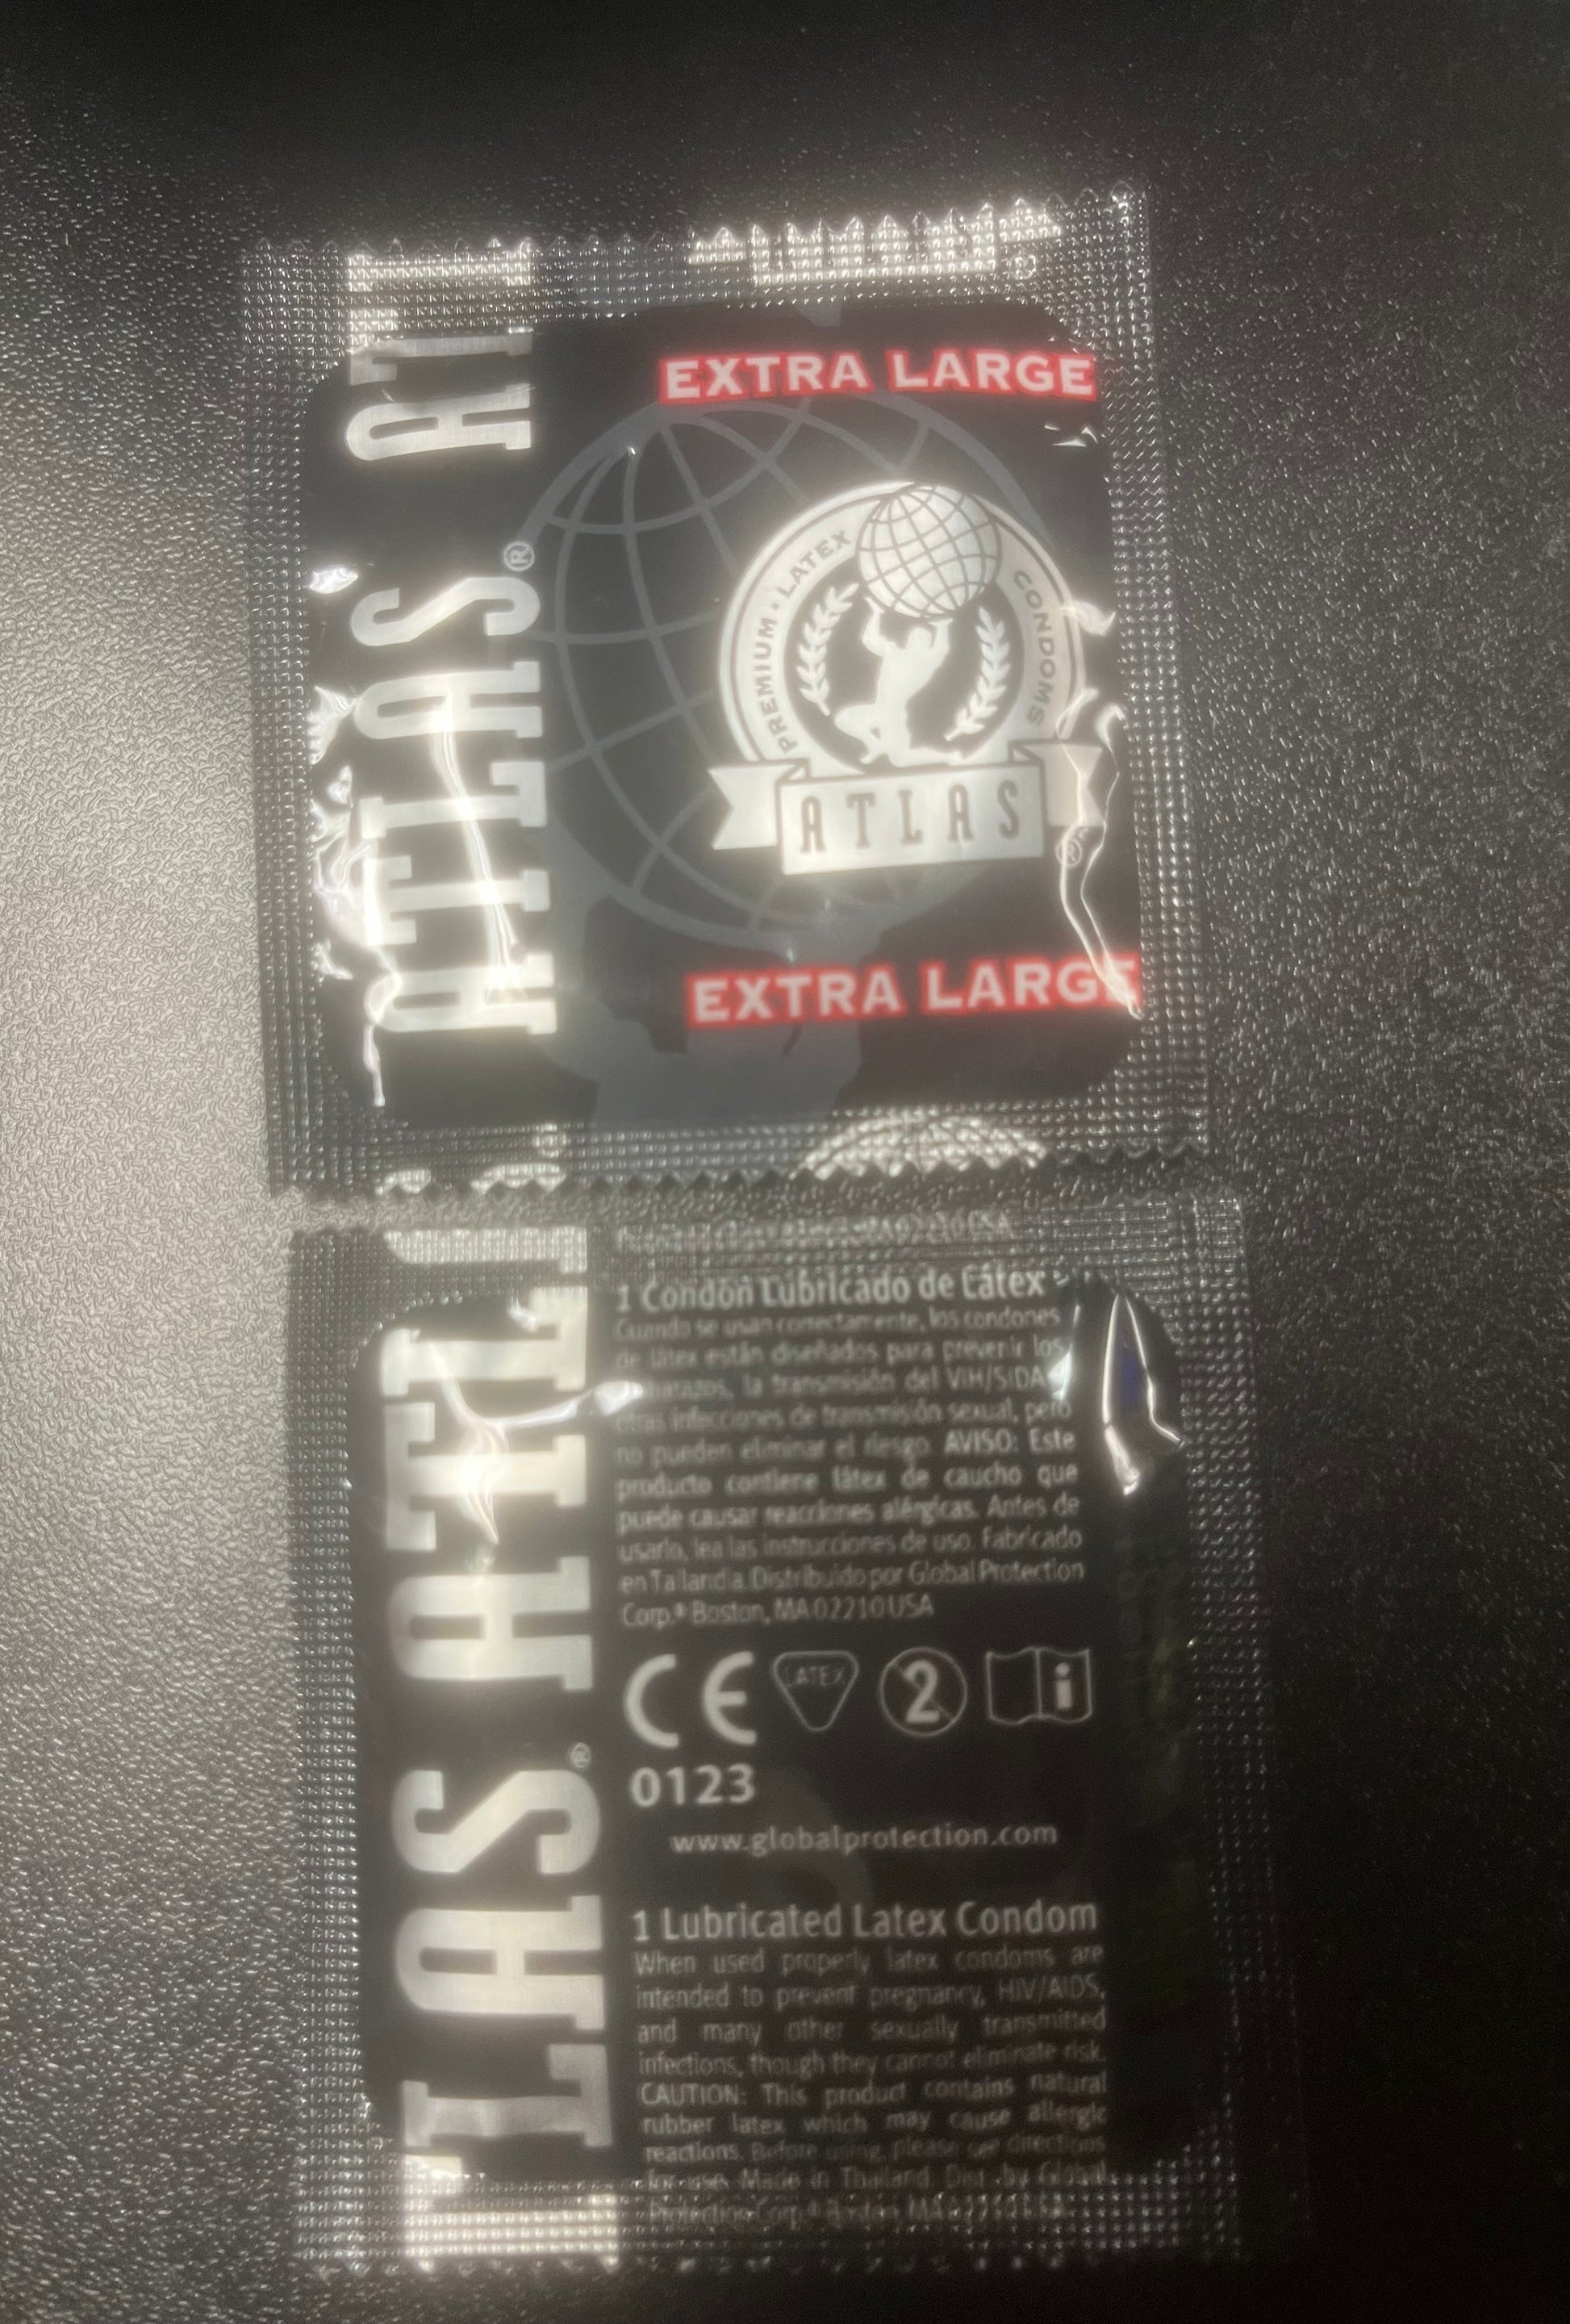 ATLAS®
EXTRA LARGE
PREMIUM • LATEX CONDOMS
ATLAS®
EXTRA LARGE
ATLAS®
1 Condón Lubricado de Látex
Cuando se usan correctamente, los condones
de látex están diseñados para prevenir los
la transmisión del VIH/SIDA
otras infecciones de transmisión sexual, pero
no pueden eliminar el riesgo. AVISO: Este
producto contiene látex de caucho que
puede causar reacciones alérgicas. Antes de
usarlo, lea las instrucciones de uso. Fabricado
en Tailandia. Distribuido por Global Protection
Corp.® Boston, MA 02210 USA
CE LATEX 2 i
0123
www.globalprotection.com
1 Lubricated Latex Condom
When used properly latex condoms are
intended to prevent pregnancy, HIV/AIDS,
and many other sexually transmitted
infections, though they cannot eliminate risk.
CAUTION: This product contains natural
rubber latex which may cause allergic
reactions. Before using, please see directions
for use. Made in Thailand. Dist. by Global
Protection Corp.® Boston, MA